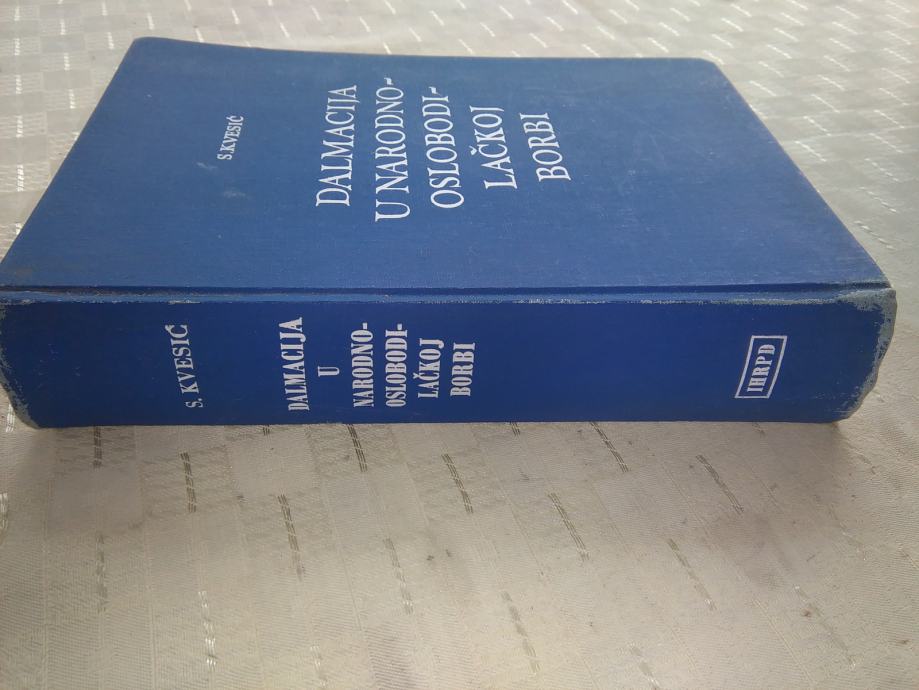 S. KVESIĆ
DALMACIJA
U NARODNO-
OSLOBODI-
LAČKOJ
BORBI
S. KVESIĆ
DALMACIJA
U
NARODNO-
OSLOBODI-
LAČKOJ
BORBI
IHRPD